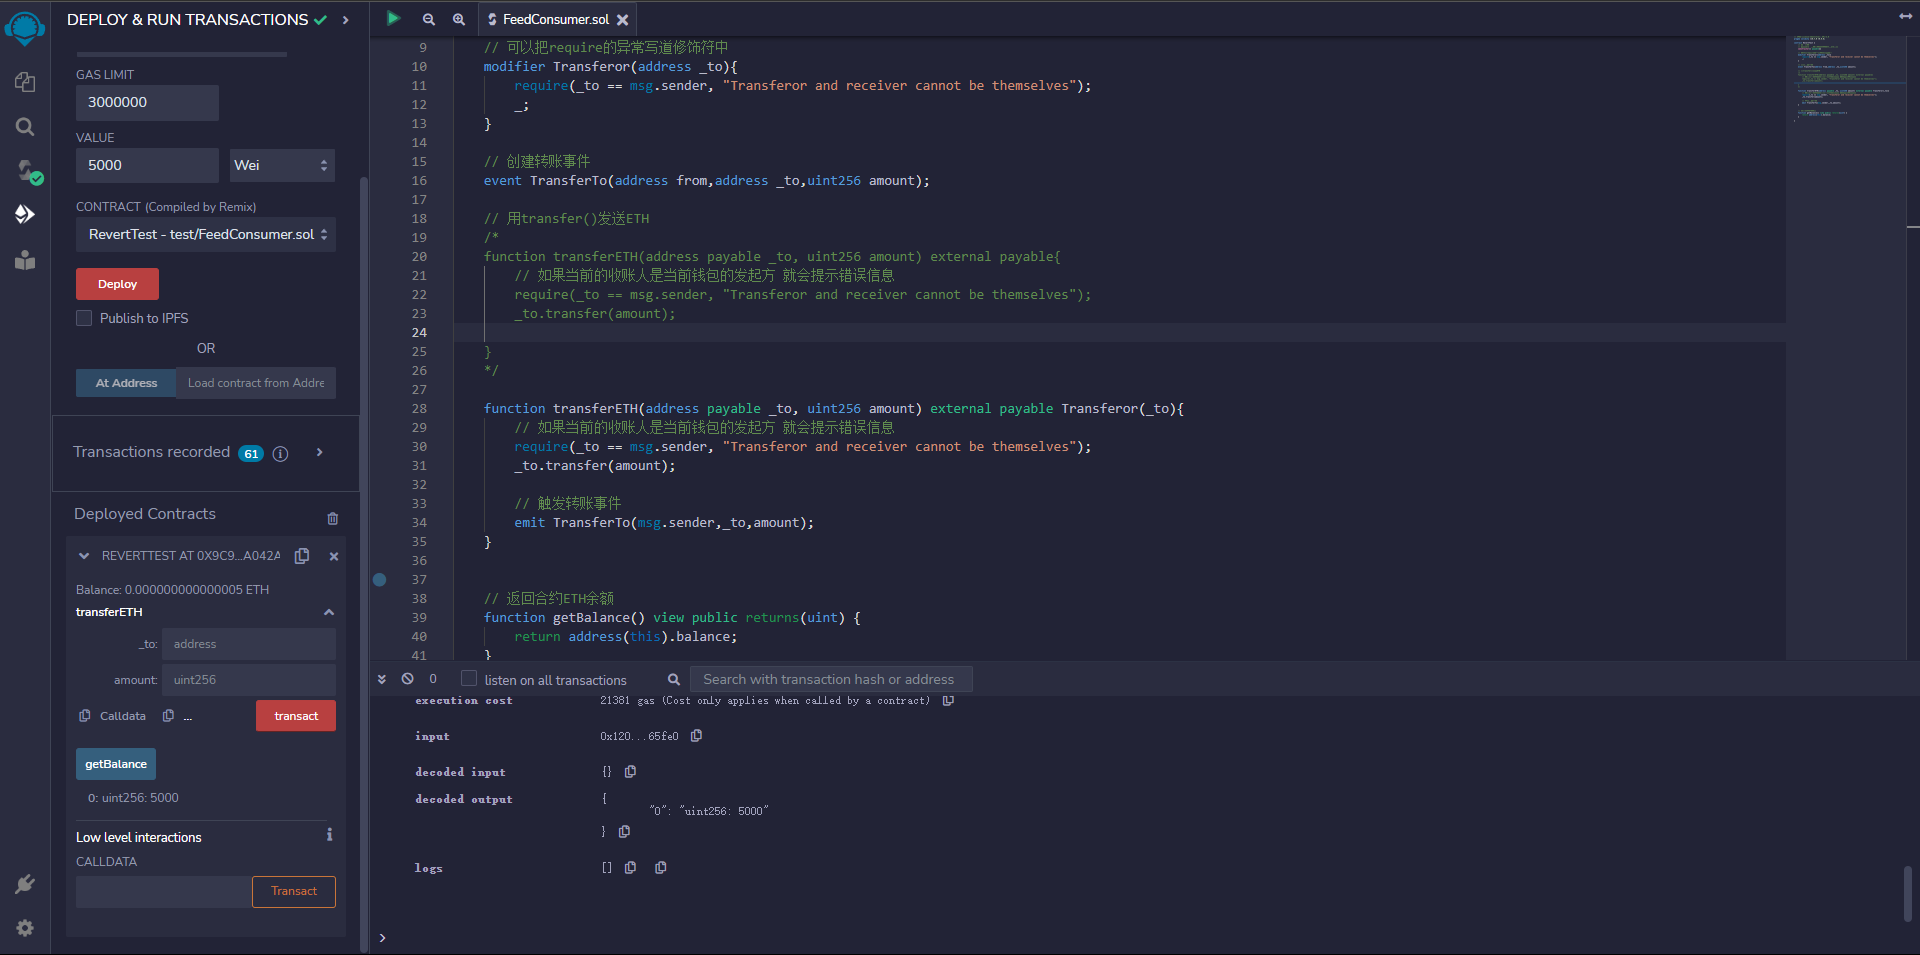 DEPLOY & RUN TRANSACTIONS
GAS LIMIT
3000000
VALUE
5000
Wei
CONTRACT (Compiled by Remix)
RevertTest - test/FeedConsumer.sol
Deploy
Publish to IPFS
OR
At Address
Load contract from Addre
Transactions recorded 61
Deployed Contracts
REVERTTEST AT 0X9C9...A042A
Balance: 0.000000000000005 ETH
transferETH
_to: address
amount: uint256
Calldata
...
transact
getBalance
0: uint256: 5000
Low level interactions
CALLDATA
Transact
FeedConsumer.sol
9 // 可以把require的异常写道修饰符中
10 modifier Transferor(address _to){
11 require(_to == msg.sender, "Transferor and receiver cannot be themselves");
12 _;
13 }
14
15 // 创建转账事件
16 event TransferTo(address from,address _to,uint256 amount);
17
18 // 用transfer()发送ETH
19 /*
20 function transferETH(address payable _to, uint256 amount) external payable{
21 // 如果当前的收账人是当前钱包的发起方 就会提示错误信息
22 require(_to == msg.sender, "Transferor and receiver cannot be themselves");
23 _to.transfer(amount);
24
25 }
26 */
27
28 function transferETH(address payable _to, uint256 amount) external payable Transferor(_to){
29 // 如果当前的收账人是当前钱包的发起方 就会提示错误信息
30 require(_to == msg.sender, "Transferor and receiver cannot be themselves");
31 _to.transfer(amount);
32
33 // 触发转账事件
34 emit TransferTo(msg.sender,_to,amount);
35 }
36
37
38 // 返回合约ETH余额
39 function getBalance() view public returns(uint) {
40 return address(this).balance;
41 }
0
listen on all transactions
Search with transaction hash or address
execution cost 21381 gas (Cost only applies when called by a contract)
input 0x120...65fe0
decoded input {}
decoded output {
"0": "uint256: 5000"
}
logs []
>